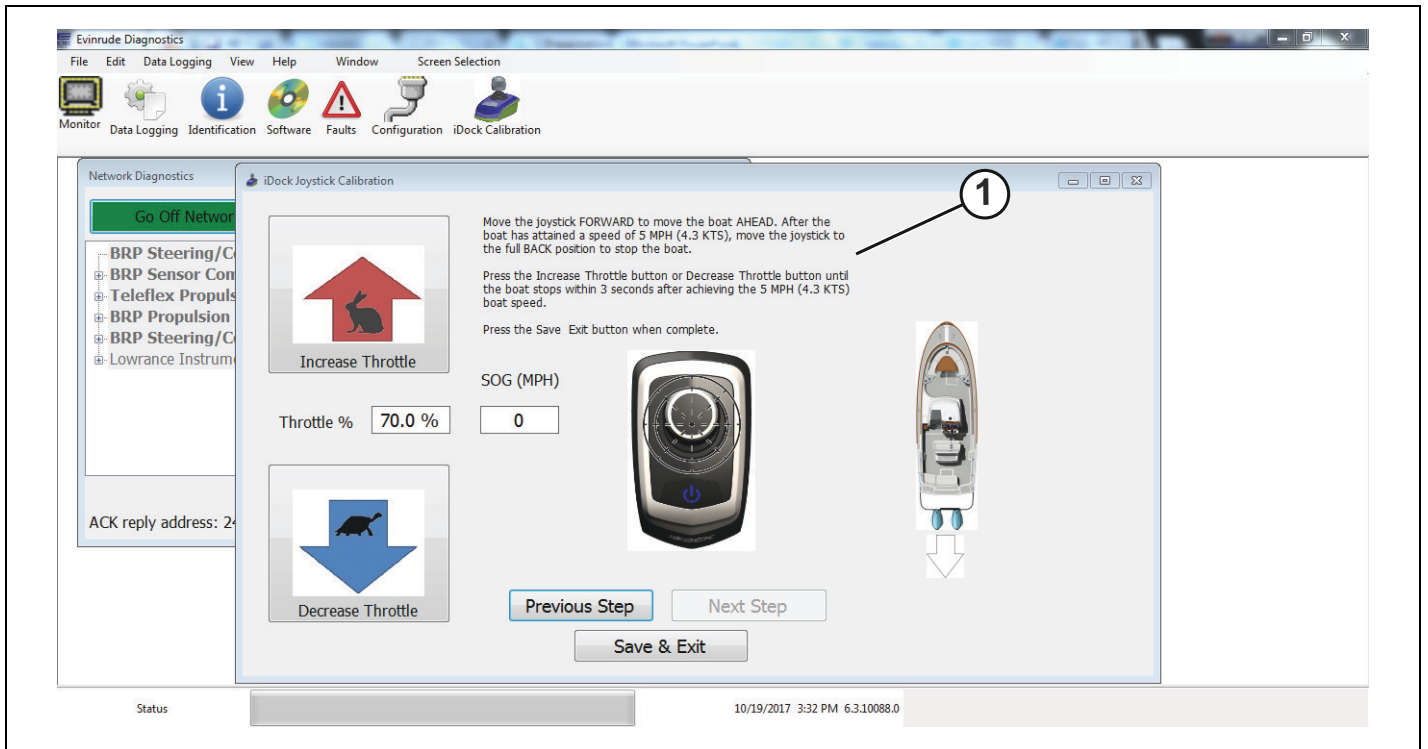 Evinrude Diagnostics
File Edit Data Logging View Help Window Screen Selection
Monitor Data Logging Identification Software Faults Configuration iDock Calibration
Network Diagnostics
Go Off Networ
BRP Steering/Co
BRP Sensor Com
Teleflex Propuls
BRP Propulsion
BRP Steering/Co
Lowrance Instrume
ACK reply address: 24
iDock Joystick Calibration
1
Move the joystick FORWARD to move the boat AHEAD. After the
boat has attained a speed of 5 MPH (4.3 KTS), move the joystick to
the full BACK position to stop the boat.
Press the Increase Throttle button or Decrease Throttle button until
the boat stops within 3 seconds after achieving the 5 MPH (4.3 KTS)
boat speed.
Press the Save Exit button when complete.
Increase Throttle
SOG (MPH)
Throttle % 70.0 % 0
Decrease Throttle
Previous Step Next Step
Save & Exit
Status 10/19/2017 3:32 PM 6.3.10088.0